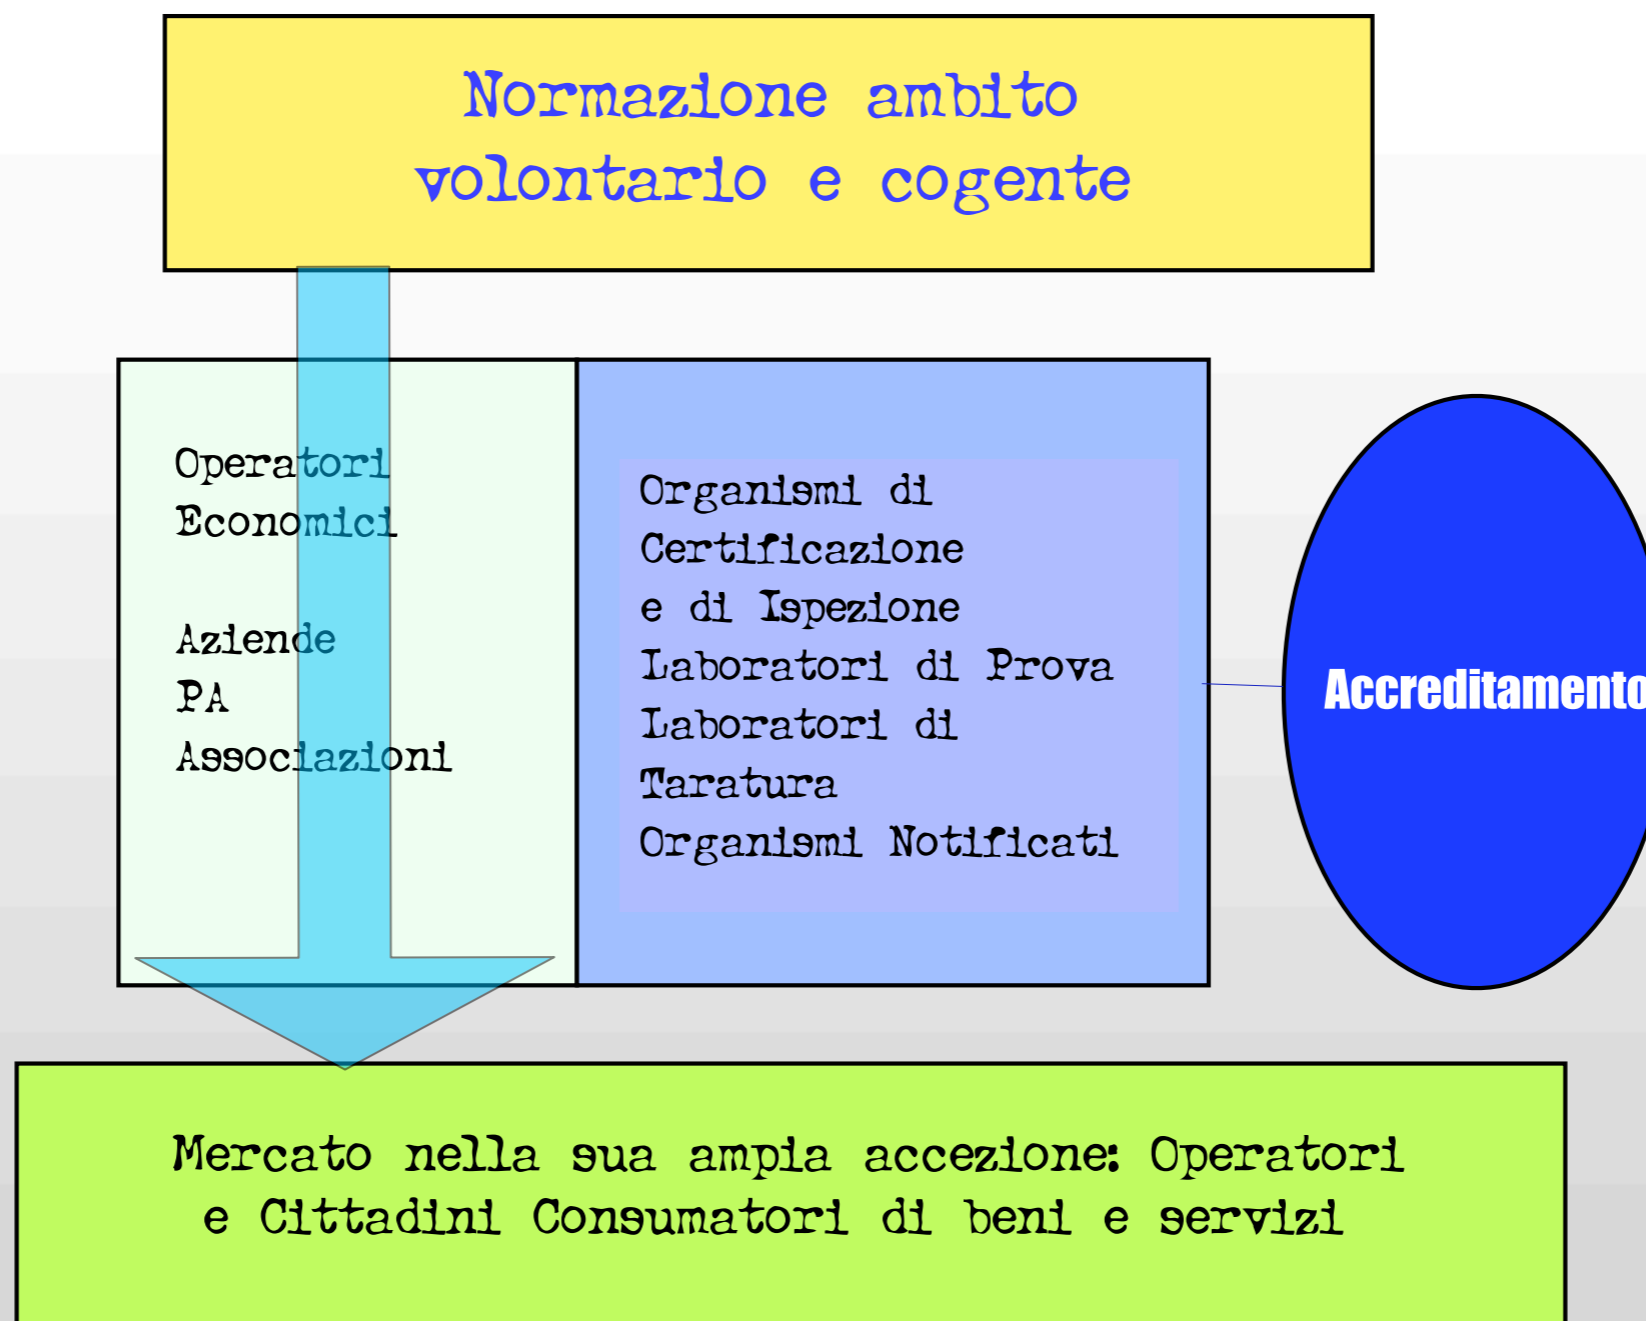 Normazione ambito
volontario e cogente
Operatori
Economici
Aziende
PA
Associazioni
Organismi di
Certificazione
e di Ispezione
Laboratori di Prova
Laboratori di
Taratura
Organismi Notificati
Accreditamento
Mercato nella sua ampia accezione: Operatori
e Cittadini Consumatori di beni e servizi